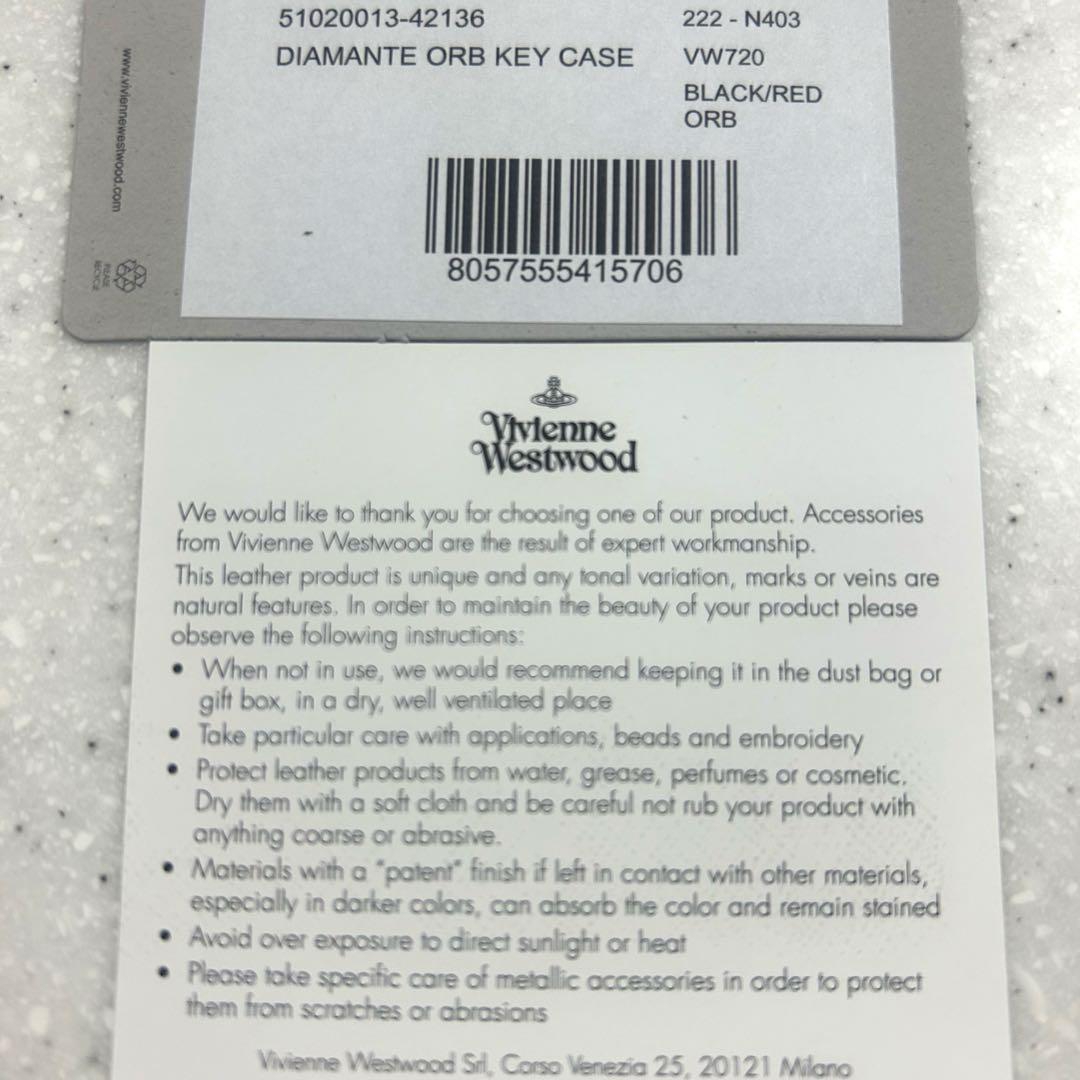 51020013-42136 222 - N403
DIAMANTE ORB KEY CASE VW720
BLACK/RED
ORB
8057555415706
www.viviennewestwood.com
PLEASE
RECYCLE
Vivienne
Westwood
We would like to thank you for choosing one of our product. Accessories
from Vivienne Westwood are the result of expert workmanship.
This leather product is unique and any tonal variation, marks or veins are
natural features. In order to maintain the beauty of your product please
observe the following instructions:
• When not in use, we would recommend keeping it in the dust bag or
gift box, in a dry, well ventilated place
• Take particular care with applications, beads and embroidery
• Protect leather products from water, grease, perfumes or cosmetic.
Dry them with a soft cloth and be careful not rub your product with
anything coarse or abrasive.
• Materials with a "patent" finish if left in contact with other materials,
especially in darker colors, can absorb the color and remain stained
• Avoid over exposure to direct sunlight or heat
• Please take specific care of metallic accessories in order to protect
them from scratches or abrasions
Vivienne Westwood Srl, Corso Venezia 25, 20121 Milano